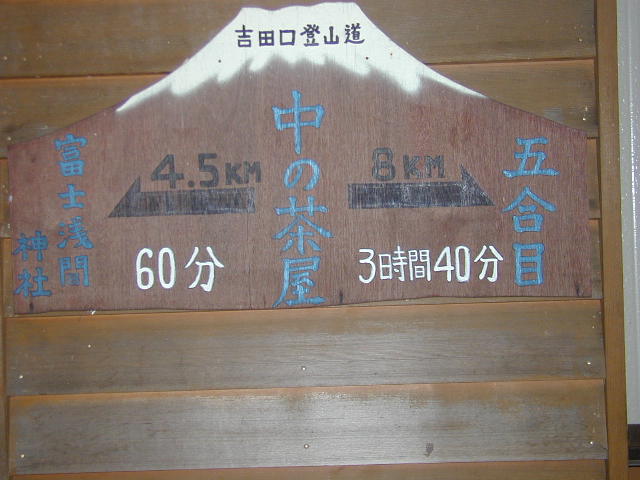 吉田口登山道
中の茶屋
4.5KM
60分
富士浅間
神社
8KM
3時間40分
五合目